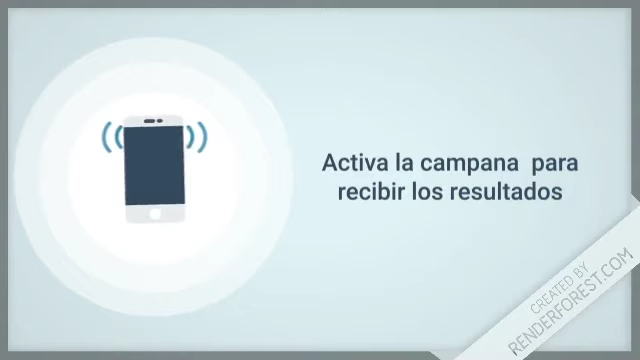 Activa la campana  para
recibir los resultados
CREATED BY
RENDERFOREST.COM